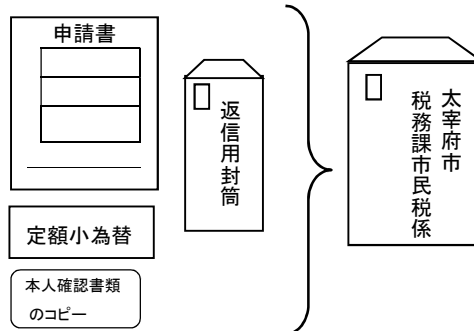 申請書
返信用封筒
太宰府市
税務課市民税係
定額小為替
本人確認書類
のコピー